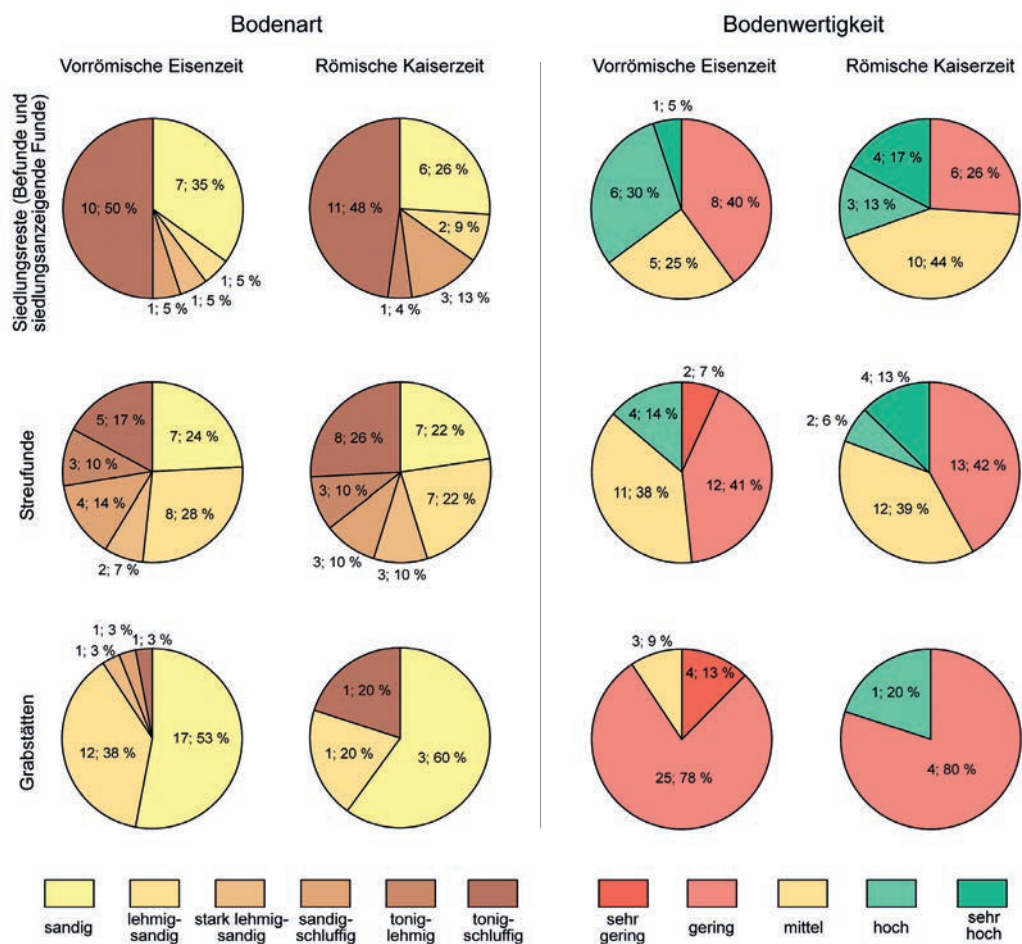 Bodenart
Bodenwertigkeit
Vorrömische Eisenzeit
Römische Kaiserzeit
Vorrömische Eisenzeit
Römische Kaiserzeit
Siedlungsreste (Befunde und
siedlungsanzeigende Funde)
10; 50 %
7; 35 %
1; 5 %
1; 5 %
1; 5 %
11; 48 %
6; 26 %
2; 9 %
3; 13 %
1; 4 %
1; 5 %
6; 30 %
8; 40 %
5; 25 %
4; 17 %
6; 26 %
3; 13 %
10; 44 %
Streufunde
5; 17 %
7; 24 %
3; 10 %
4; 14 %
8; 28 %
2; 7 %
8; 26 %
7; 22 %
3; 10 %
7; 22 %
3; 10 %
3; 10 %
2; 7 %
4; 14 %
11; 38 %
12; 41 %
4; 13 %
2; 6 %
13; 42 %
12; 39 %
Grabstätten
1; 3 %
1; 3 %
1; 3 %
12; 38 %
17; 53 %
1; 20 %
1; 20 %
3; 60 %
3; 9 %
4; 13 %
25; 78 %
1; 20 %
4; 80 %
sandig
lehmig-
sandig
stark lehmig-
sandig
sandig-
schluffig
tonig-
lehmig
tonig-
schluffig
sehr
gering
gering
mittel
hoch
sehr
hoch